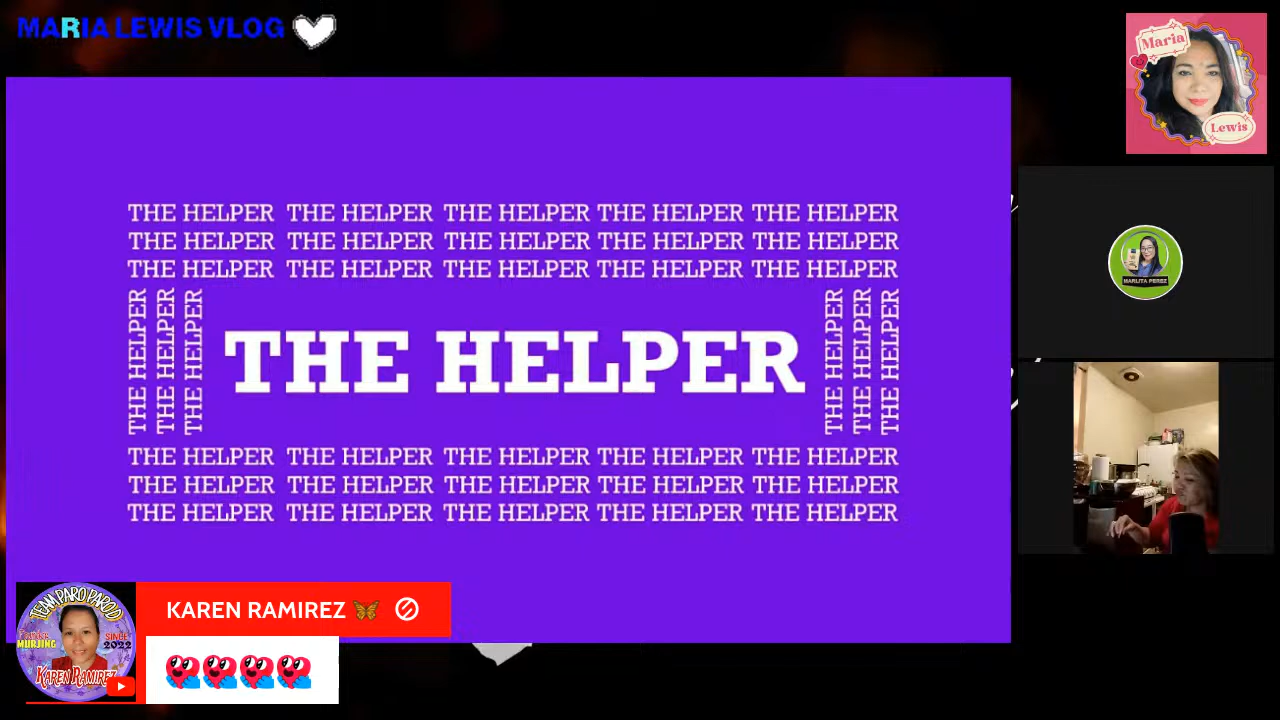 MARIA LEWIS VLOG
Maria
Lewis
THE HELPER THE HELPER THE HELPER THE HELPER THE HELPER
THE HELPER THE HELPER THE HELPER THE HELPER THE HELPER
THE HELPER THE HELPER THE HELPER THE HELPER THE HELPER
THE HELPER
THE HELPER
THE HELPER
THE HELPER
THE HELPER
THE HELPER
THE HELPER
THE HELPER THE HELPER THE HELPER THE HELPER THE HELPER
THE HELPER THE HELPER THE HELPER THE HELPER THE HELPER
THE HELPER THE HELPER THE HELPER THE HELPER THE HELPER
MARLITA PEREZ
TEAM PARO PARO
MURJING
SINCE
2022
KAREN RAMIREZ
KAREN RAMIREZ 🦋